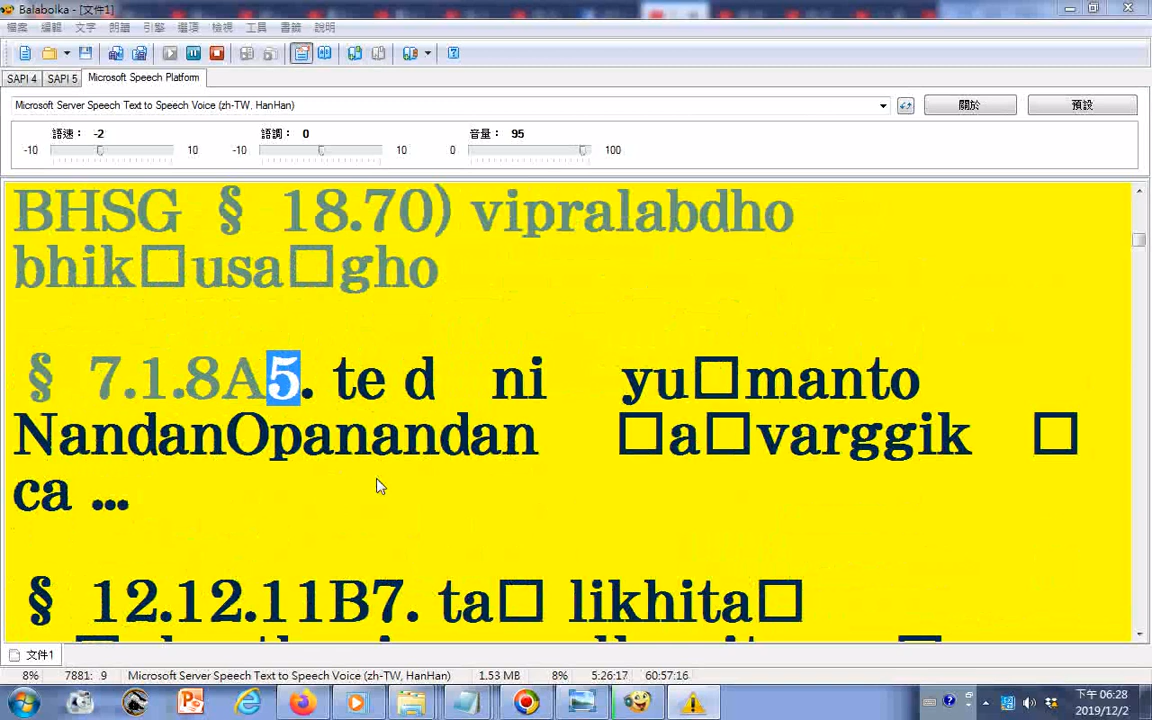 Balabolka - [文件1]
檔案 編輯 文字 朗讀 引擎 選項 檢視 工具 書籤 說明
SAPI 4 SAPI 5 Microsoft Speech Platform
Microsoft Server Speech Text to Speech Voice (zh-TW, HanHan)
關於 預設
語速： -2 語調： 0 音量： 95
-10 10 -10 10 0 100
BHSG § 18.70) vipralabdho
bhik□usa□gho
§ 7.1.8A5. te d ni yu□manto
NandanOpanandan □a□varggik □
ca ...
§ 12.12.11B7. ta□ likhita□
文件1
8% 7881: 9 Microsoft Server Speech Text to Speech Voice (zh-TW, HanHan) 1.53 MB 8% 5:26:17 60:57:16
下午 06:28
2019/12/2